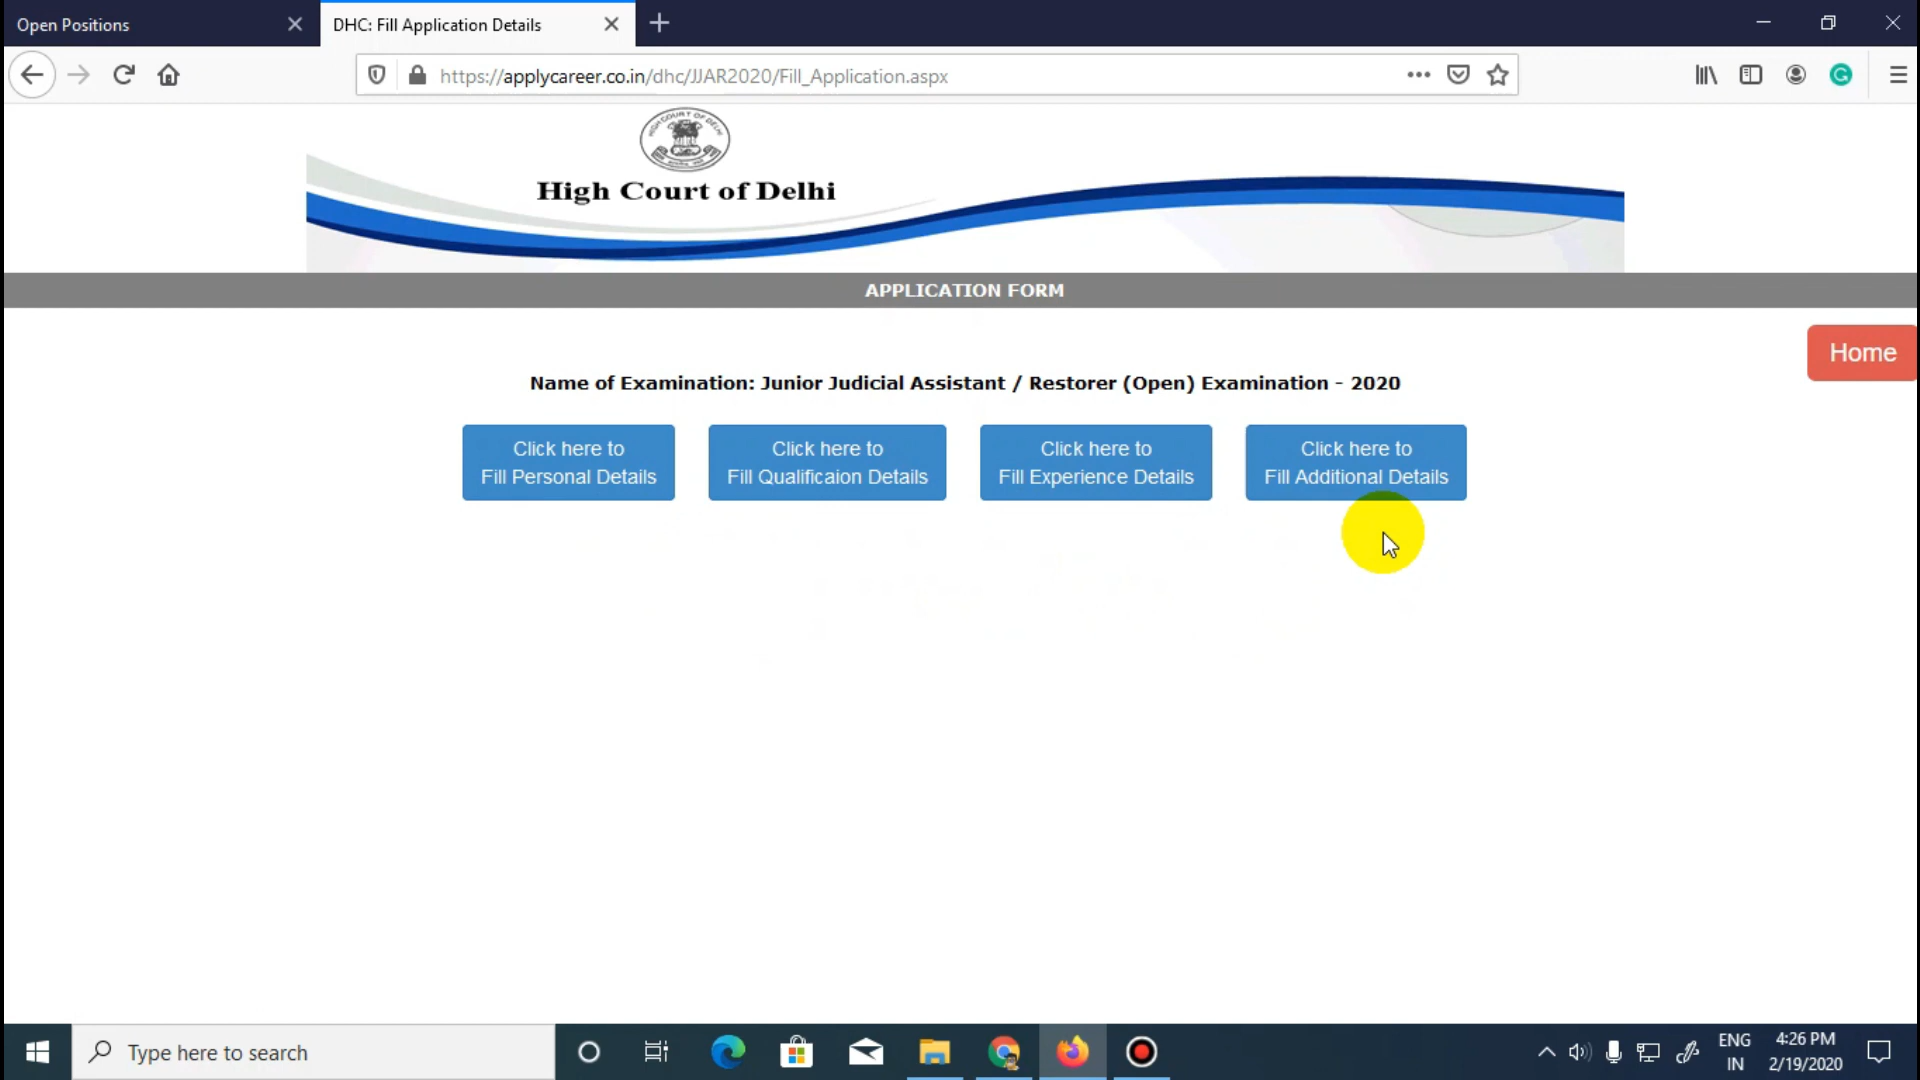 Open Positions
DHC: Fill Application Details
https://applycareer.co.in/dhc/JJAR2020/Fill_Application.aspx
High Court of Delhi
APPLICATION FORM
Home
Name of Examination: Junior Judicial Assistant / Restorer (Open) Examination - 2020
Click here to
Fill Personal Details
Click here to
Fill Qualificaion Details
Click here to
Fill Experience Details
Click here to
Fill Additional Details
Type here to search
ENG
IN
4:26 PM
2/19/2020